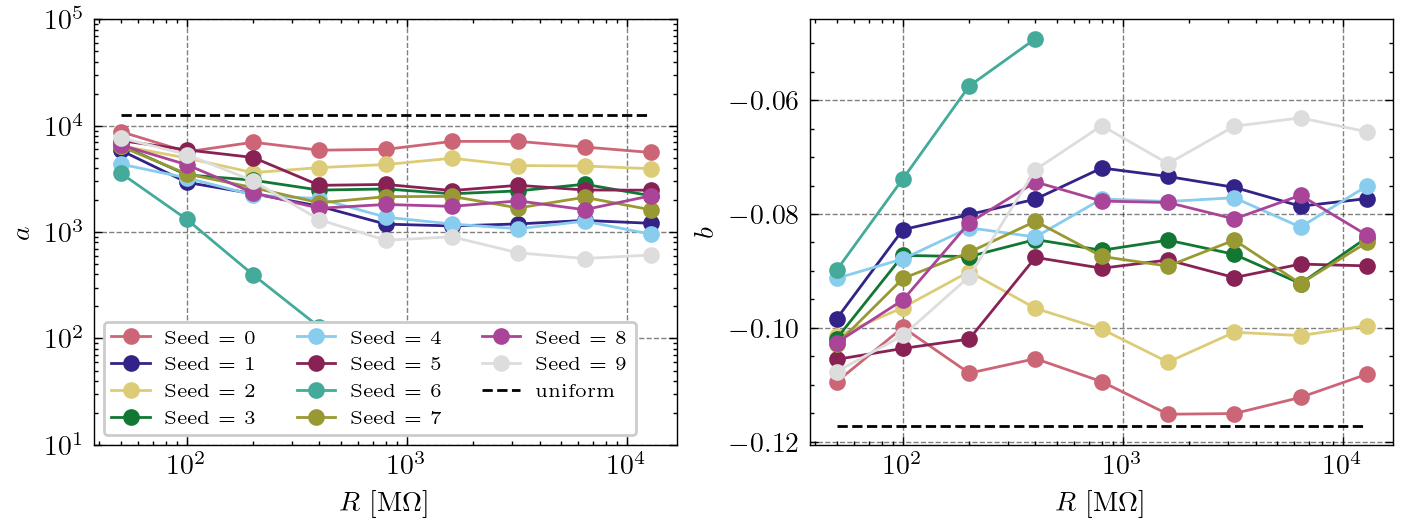 10^5
10^4
10^3
10^2
10^1
a
Seed = 0
Seed = 1
Seed = 2
Seed = 3
Seed = 4
Seed = 5
Seed = 6
Seed = 7
Seed = 8
Seed = 9
uniform
10^2
10^3
10^4
R [MΩ]
−0.06
−0.08
−0.10
−0.12
b
10^2
10^3
10^4
R [MΩ]